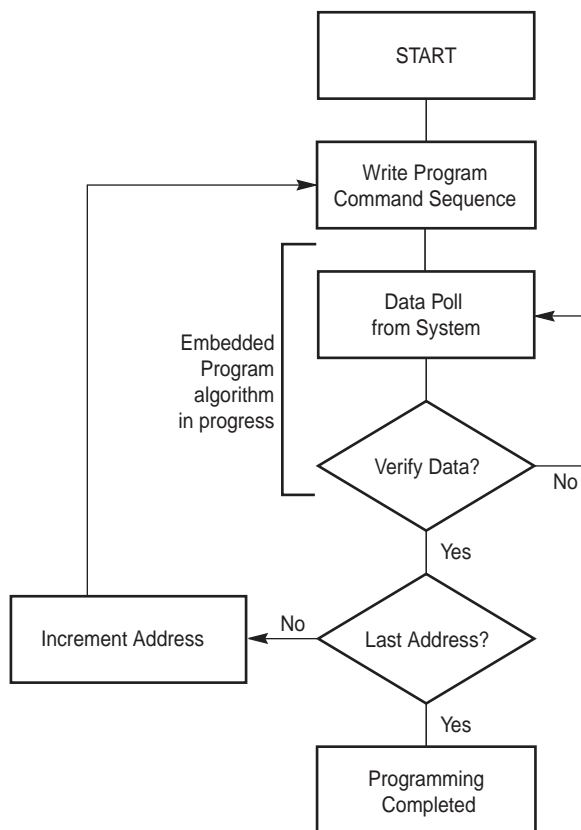 START
Write Program
Command Sequence
Data Poll
from System
Embedded
Program
algorithm
in progress
Verify Data?
No
Yes
Increment Address
No
Last Address?
Yes
Programming
Completed